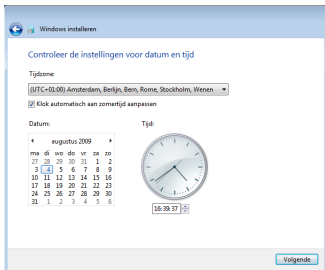 Windows installeren
Controleer de instellingen voor datum en tijd
Tijdzone:
(UTC+01:00) Amsterdam, Berlijn, Bern, Rome, Stockholm, Wenen
Klok automatisch aan zomertijd aanpassen
Datum: Tijd:
augustus 2009
ma di wo do vr za zo
27 28 29 30 31 1 2
3 4 5 6 7 8 9
10 11 12 13 14 15 16
17 18 19 20 21 22 23
24 25 26 27 28 29 30
31 1 2 3 4 5 6
16:39:37
Volgende